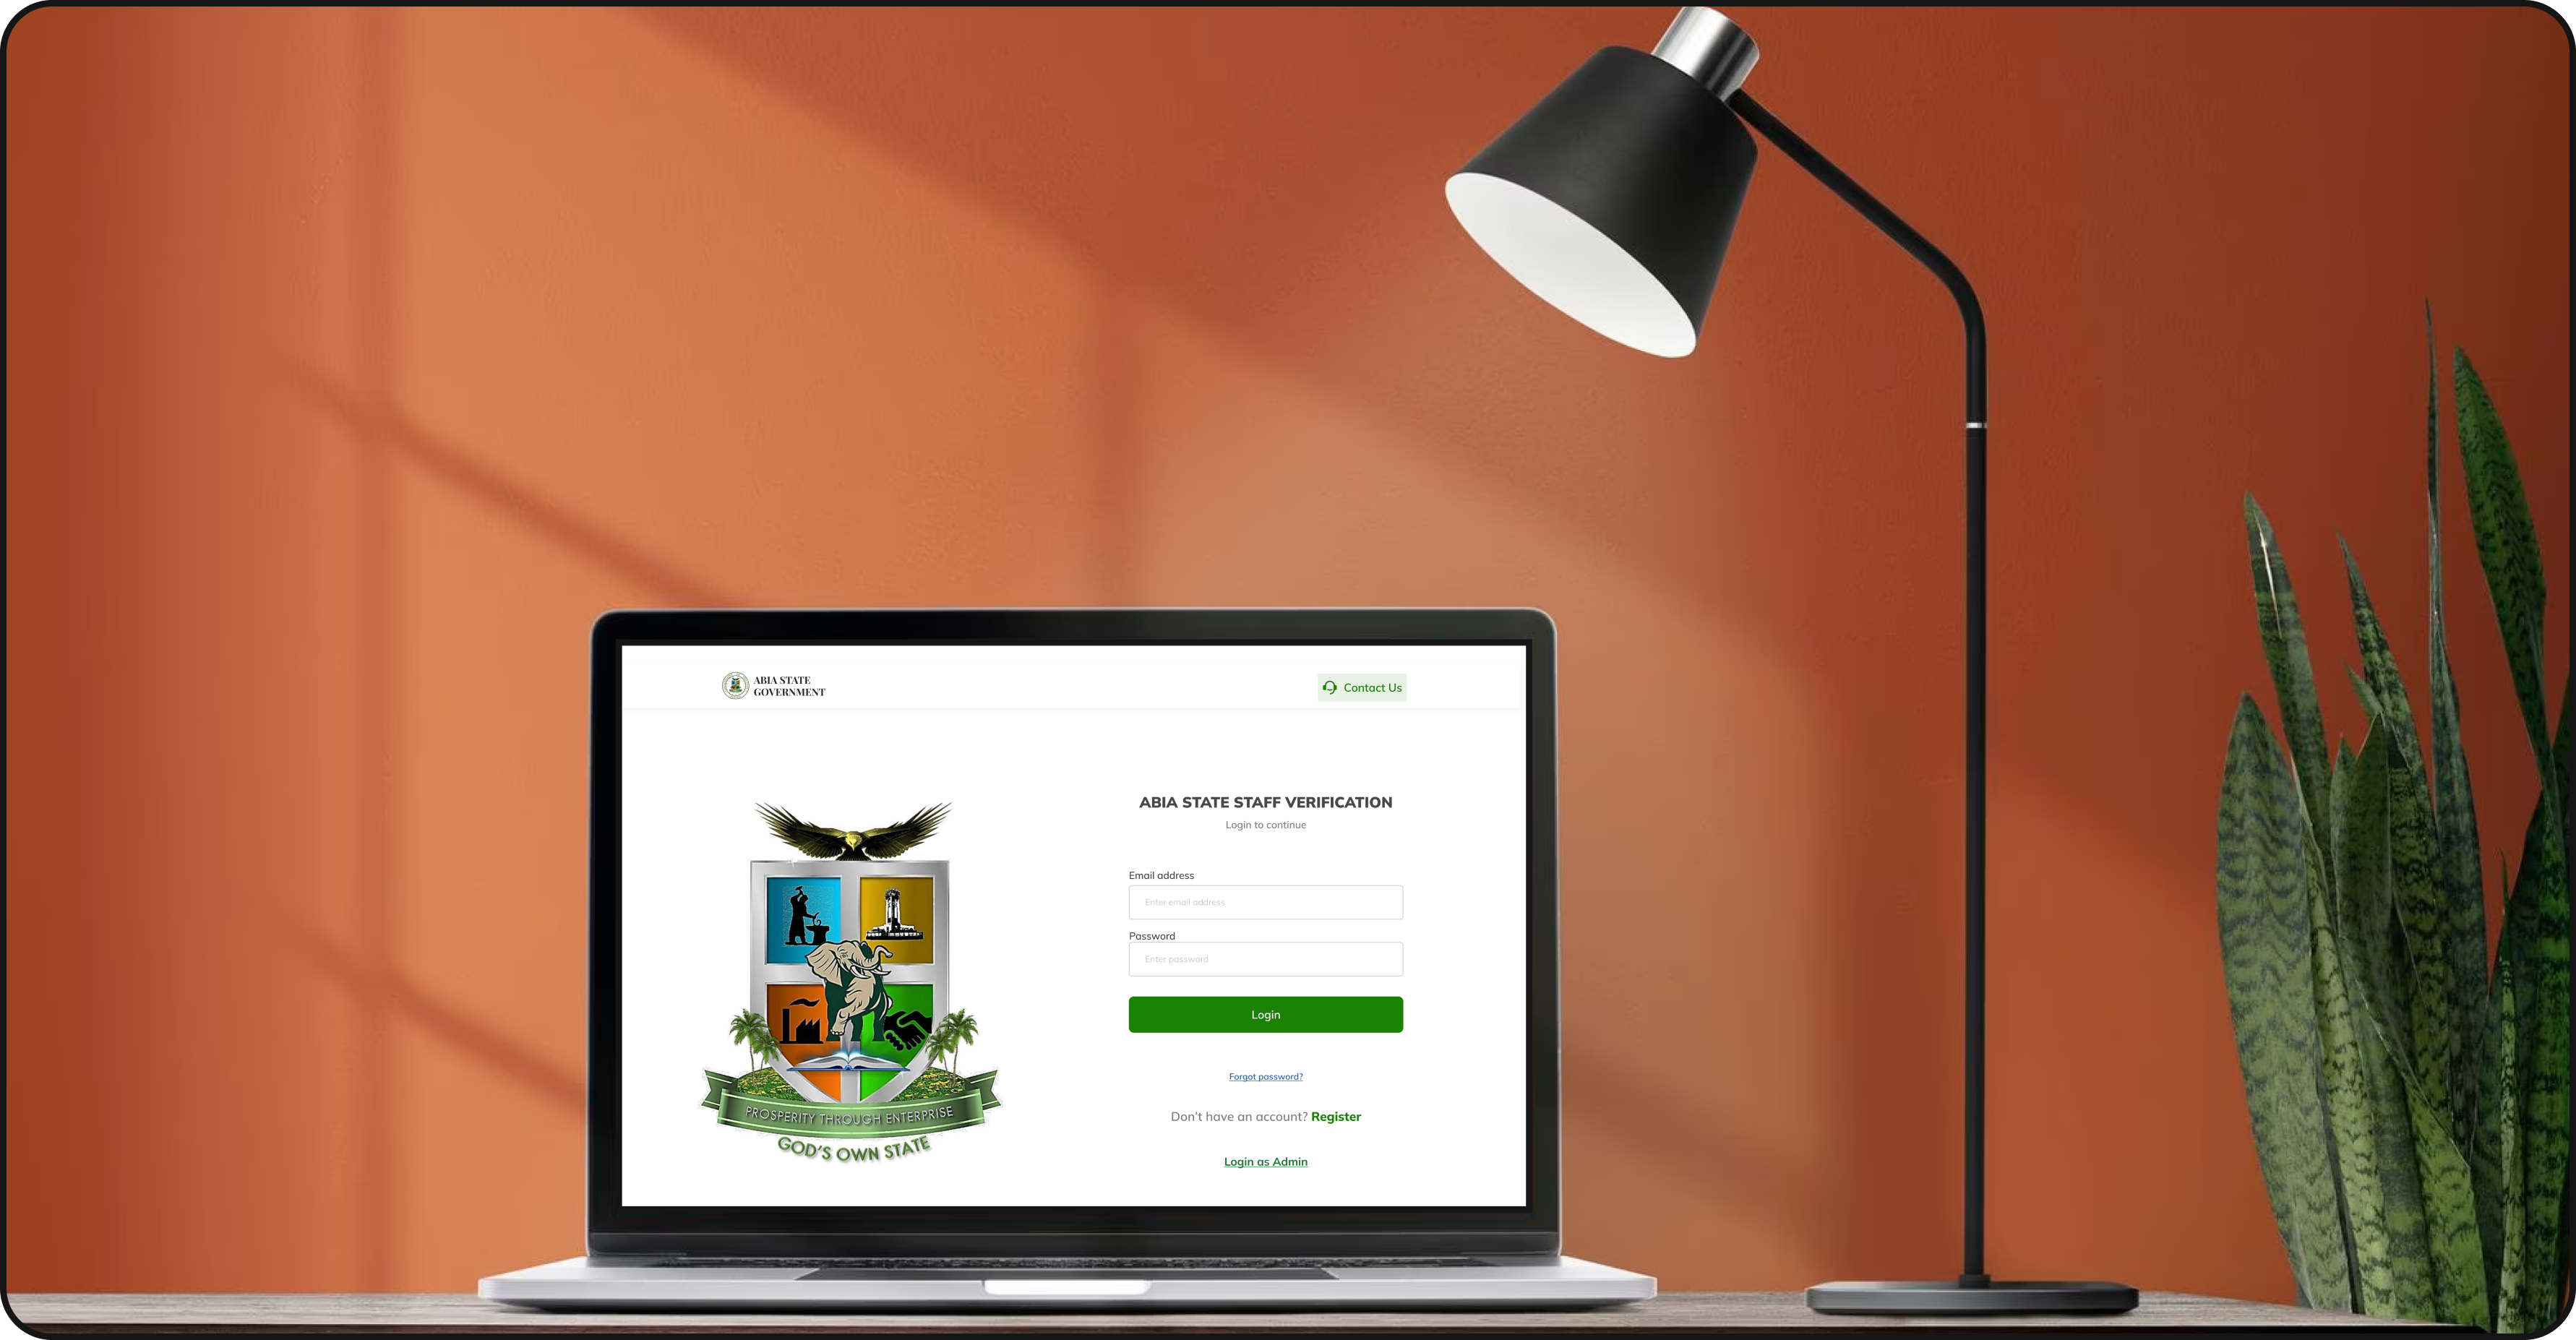 ABIA STATE
GOVERNMENT
Contact Us
ABIA STATE STAFF VERIFICATION
Login to continue
Email address
Enter email address
Password
Enter password
Login
Forgot password?
Don't have an account? Register
Login as Admin
PROSPERITY THROUGH ENTERPRISE
GOD'S OWN STATE